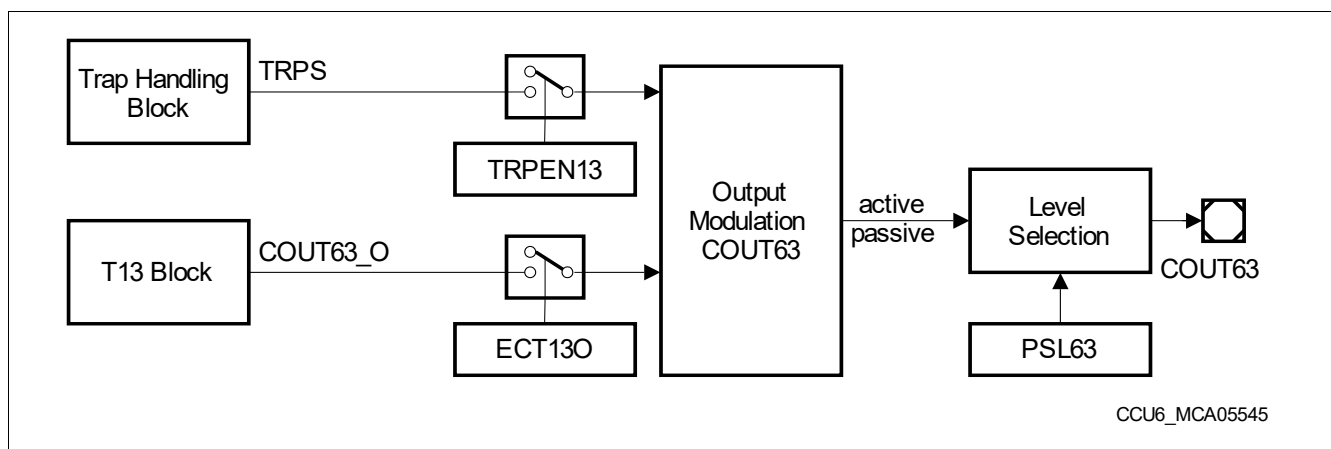 Trap Handling
Block
TRPS
TRPEN13
T13 Block
COUT63_O
ECT13O
Output
Modulation
COUT63
active
passive
Level
Selection
COUT63
PSL63
CCU6_MCA05545